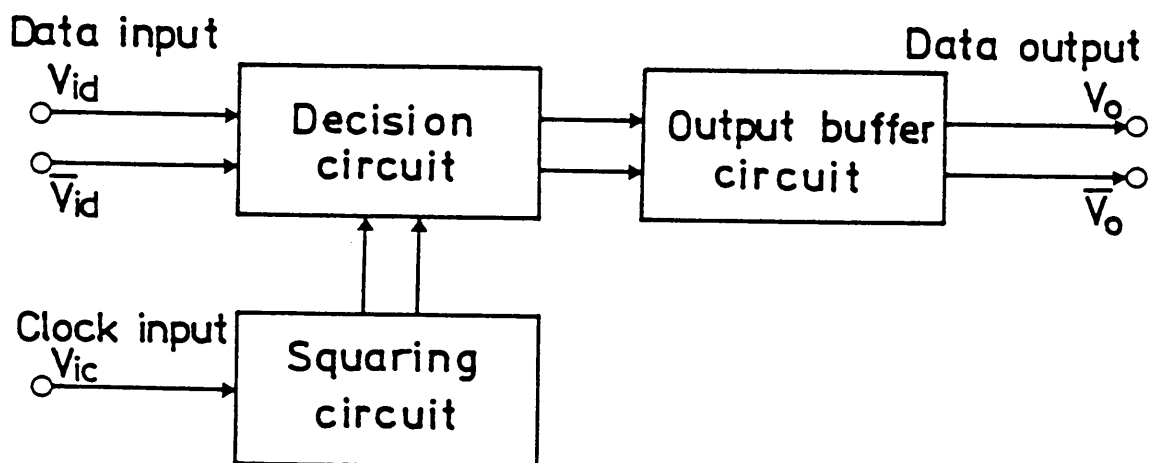 Data input
Vid
V̅id
Decision
circuit
Output buffer
circuit
Data output
Vo
V̅o
Clock input
Vic
Squaring
circuit